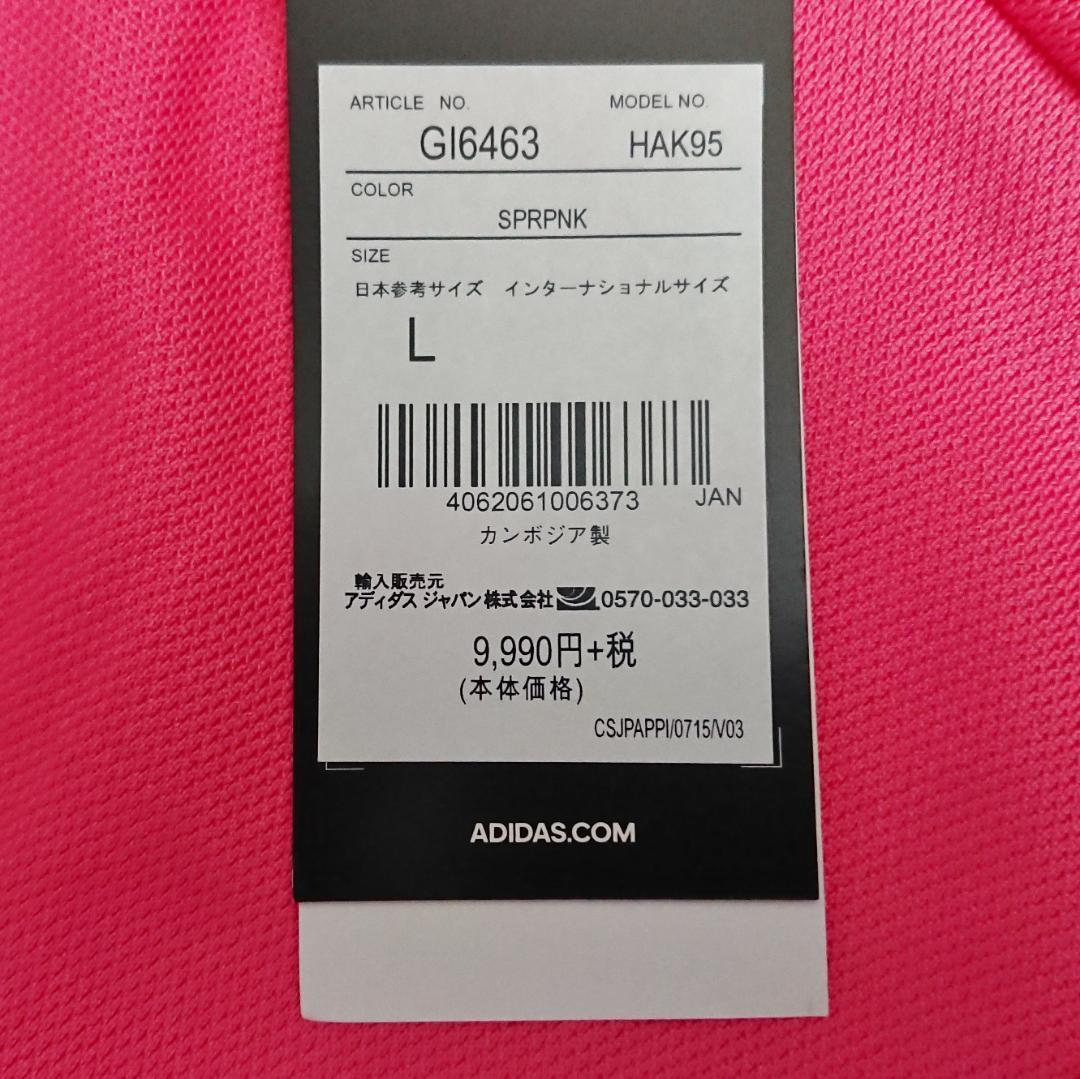 ARTICLE NO. MODEL NO.
GI6463 HAK95
COLOR
SPRPNK
SIZE
日本参考サイズ インターナショナルサイズ
L
4062061006373 JAN
カンボジア製
輸入販売元
アディダス ジャパン株式会社 0570-033-033
9,990円+税
(本体価格)
CSJPAPPI/0715/V03
ADIDAS.COM